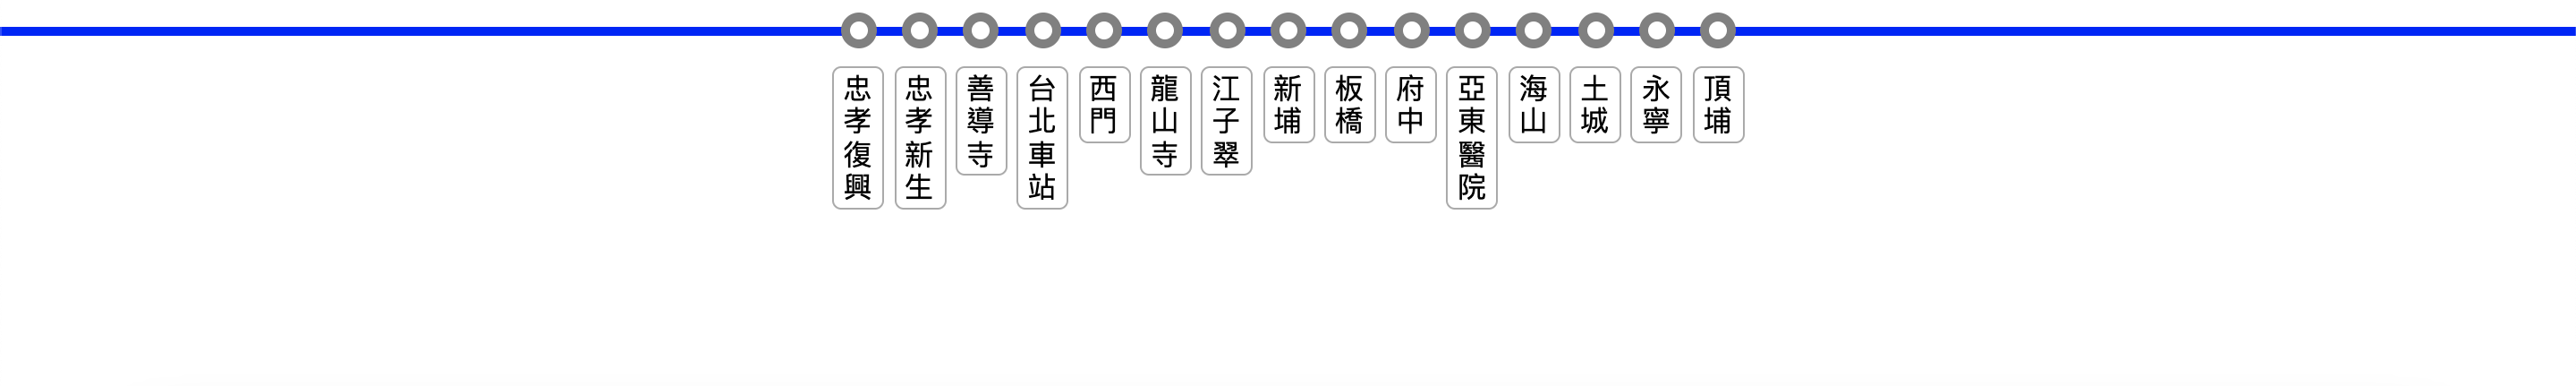 忠孝復興
忠孝新生
善導寺
台北車站
西門
龍山寺
江子翠
新埔
板橋
府中
亞東醫院
海山
土城
永寧
頂埔